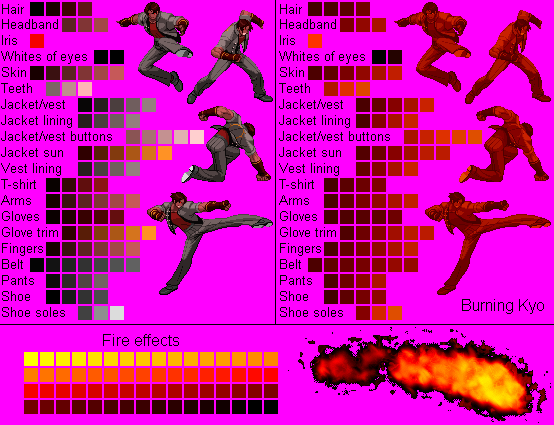 Hair
Headband
Iris
Whites of eyes
Skin
Teeth
Jacket/vest
Jacket lining
Jacket/vest buttons
Jacket sun
Vest lining
T-shirt
Arms
Gloves
Glove trim
Fingers
Belt
Pants
Shoe
Shoe soles
Hair
Headband
Iris
Whites of eyes
Skin
Teeth
Jacket/vest
Jacket lining
Jacket/vest buttons
Jacket sun
Vest lining
T-shirt
Arms
Gloves
Glove trim
Fingers
Belt
Pants
Shoe
Shoe soles
Burning Kyo
Fire effects